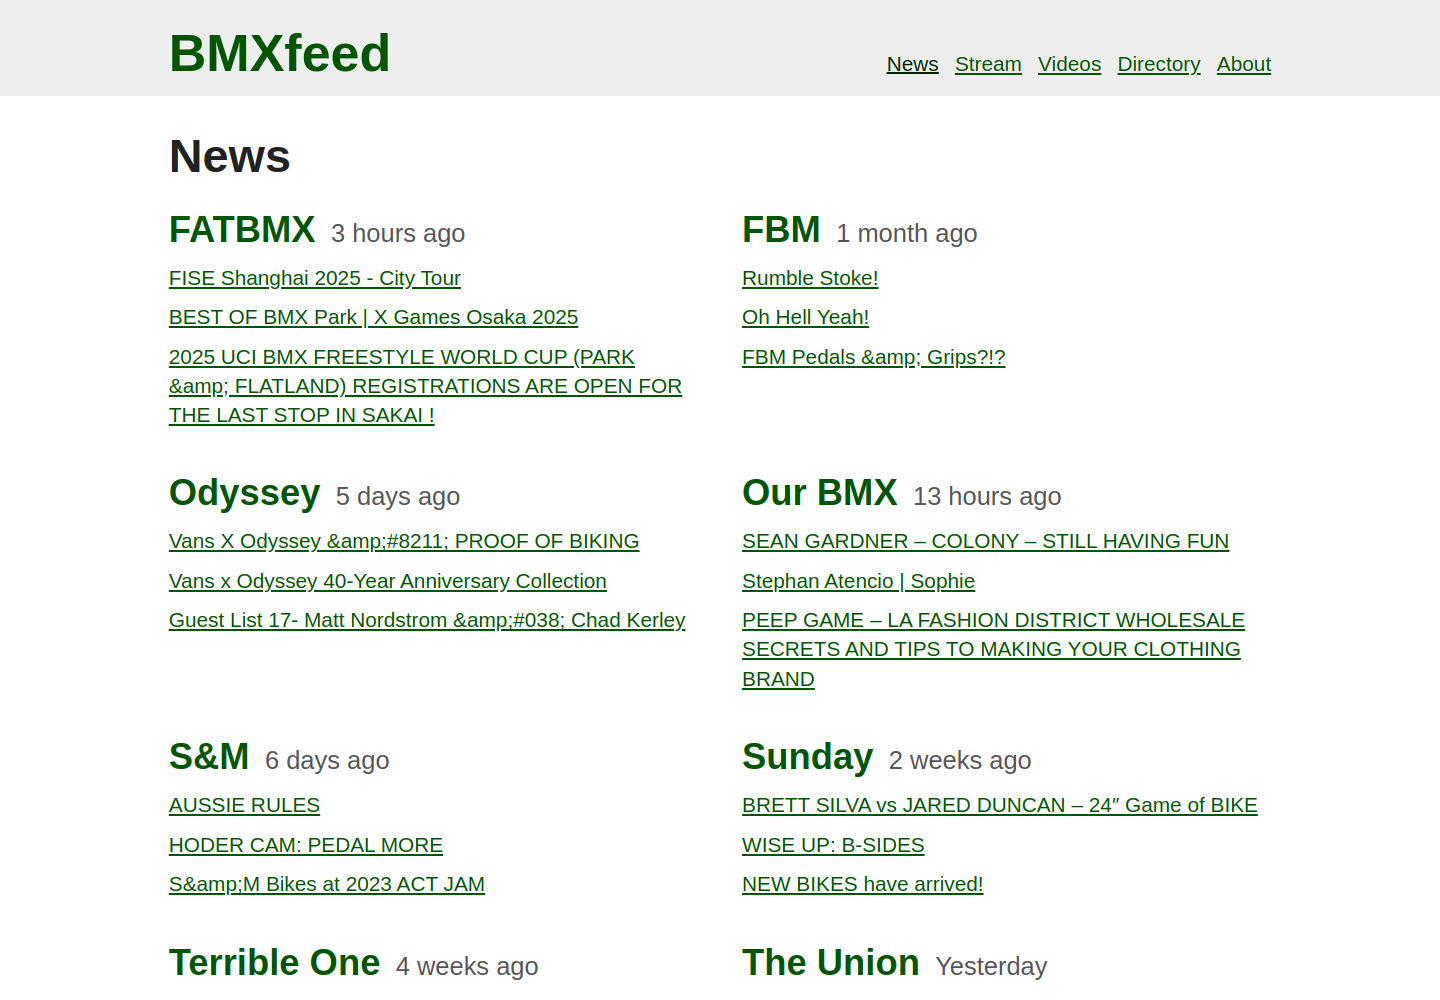 BMXfeed
News Stream Videos Directory About
News
FATBMX 3 hours ago
FISE Shanghai 2025 - City Tour
BEST OF BMX Park | X Games Osaka 2025
2025 UCI BMX FREESTYLE WORLD CUP (PARK
&amp; FLATLAND) REGISTRATIONS ARE OPEN FOR
THE LAST STOP IN SAKAI !
FBM 1 month ago
Rumble Stoke!
Oh Hell Yeah!
FBM Pedals &amp; Grips?!?
Odyssey 5 days ago
Vans X Odyssey &amp;#8211; PROOF OF BIKING
Vans x Odyssey 40-Year Anniversary Collection
Guest List 17- Matt Nordstrom &amp;#038; Chad Kerley
Our BMX 13 hours ago
SEAN GARDNER – COLONY – STILL HAVING FUN
Stephan Atencio | Sophie
PEEP GAME – LA FASHION DISTRICT WHOLESALE
SECRETS AND TIPS TO MAKING YOUR CLOTHING
BRAND
S&M 6 days ago
AUSSIE RULES
HODER CAM: PEDAL MORE
S&amp;M Bikes at 2023 ACT JAM
Sunday 2 weeks ago
BRETT SILVA vs JARED DUNCAN – 24″ Game of BIKE
WISE UP: B-SIDES
NEW BIKES have arrived!
Terrible One 4 weeks ago
The Union Yesterday